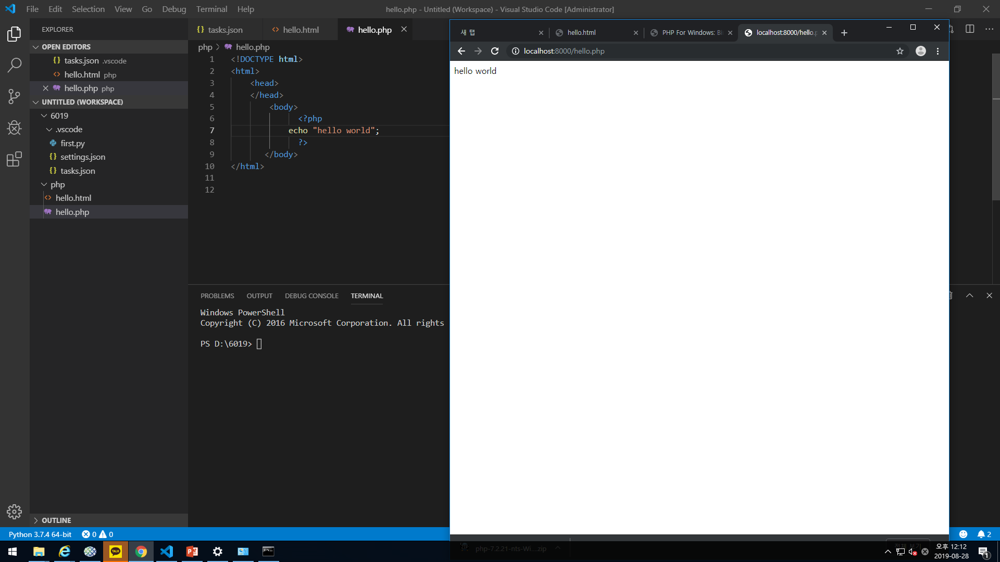 File Edit Selection View Go Debug Terminal Help
hello.php - Untitled (Workspace) - Visual Studio Code [Administrator]
EXPLORER
OPEN EDITORS
tasks.json .vscode
hello.html php
hello.php php
UNTITLED (WORKSPACE)
6019
.vscode
first.py
settings.json
tasks.json
php
hello.html
hello.php
OUTLINE
tasks.json hello.html hello.php
php hello.php
1 <!DOCTYPE html>
2 <html>
3 <head>
4 </head>
5 <body>
6 <?php
7 echo "hello world";
8 ?>
9 </body>
10 </html>
11
12
PROBLEMS OUTPUT DEBUG CONSOLE TERMINAL
Windows PowerShell
Copyright (C) 2016 Microsoft Corporation. All rights
PS D:\6019>
새 탭 hello.html PHP For Windows: Bi localhost:8000/hello.p
localhost:8000/hello.php
hello world
Python 3.7.4 64-bit 0 0
2
php-7.2.21-nts-Wi....zip
전체 보기
TALK
오후 12:12
2019-08-28
1